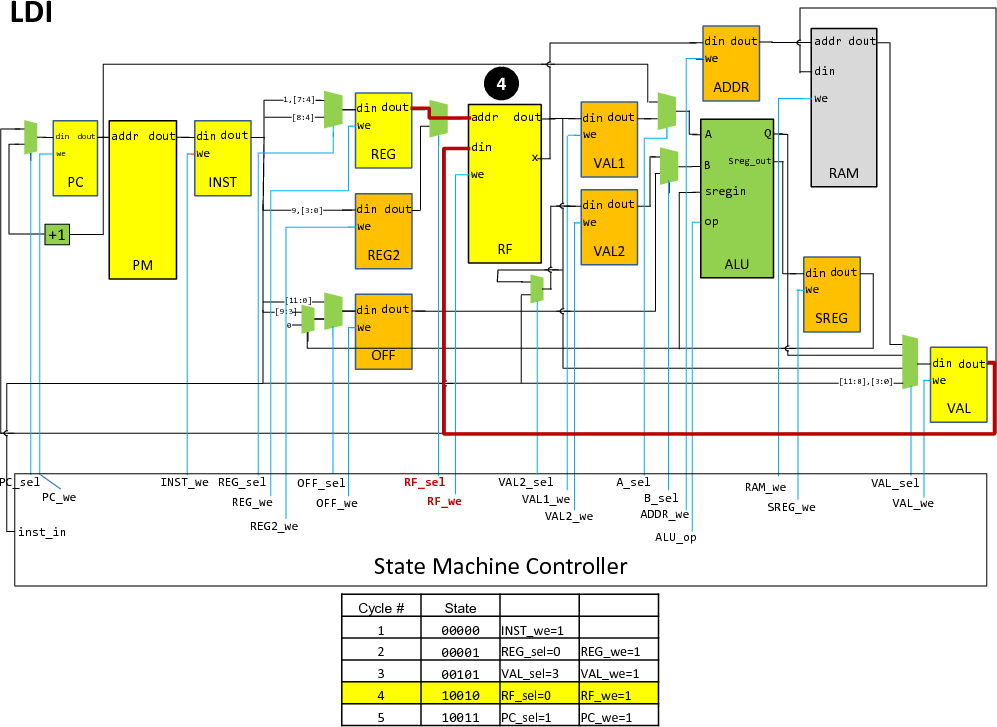 LDI
4
din dout
we
ADDR
addr dout
din
we
RAM
1,[7:4]
[8:4]
din dout
we
REG
addr dout
din
x
we
RF
din dout
we
VAL1
A Q
Sreg_out
B
sregin
op
ALU
din dout
we
PC
addr dout
PM
din dout
we
INST
+1
9,[3:0]
din dout
we
REG2
din dout
we
VAL2
din dout
we
SREG
[11:0]
[9:3]
0
din dout
we
OFF
[11:8],[3:0]
din dout
we
VAL
PC_sel
PC_we
INST_we
REG_sel
REG_we
REG2_we
OFF_sel
OFF_we
RF_sel
RF_we
VAL2_sel
VAL1_we
VAL2_we
A_sel
B_sel
ADDR_we
ALU_op
RAM_we
SREG_we
VAL_sel
VAL_we
inst_in
State Machine Controller
Cycle # State
1 00000 INST_we=1
2 00001 REG_sel=0 REG_we=1
3 00101 VAL_sel=3 VAL_we=1
4 10010 RF_sel=0 RF_we=1
5 10011 PC_sel=1 PC_we=1